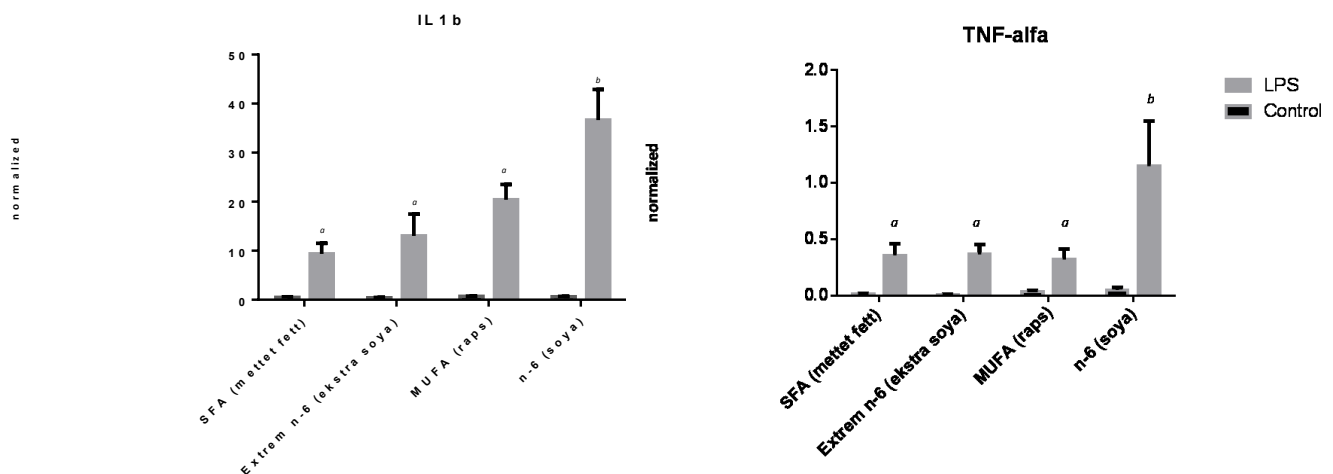 IL 1b
normalized
50
40
30
20
10
0
a
a
a
b
SFA (mettet fett)
Extrem n-6 (ekstra soya)
MUFA (raps)
n-6 (soya)
TNF-alfa
normalized
2.0
1.5
1.0
0.5
0.0
a
a
a
b
SFA (mettet fett)
Extrem n-6 (ekstra soya)
MUFA (raps)
n-6 (soya)
LPS
Control